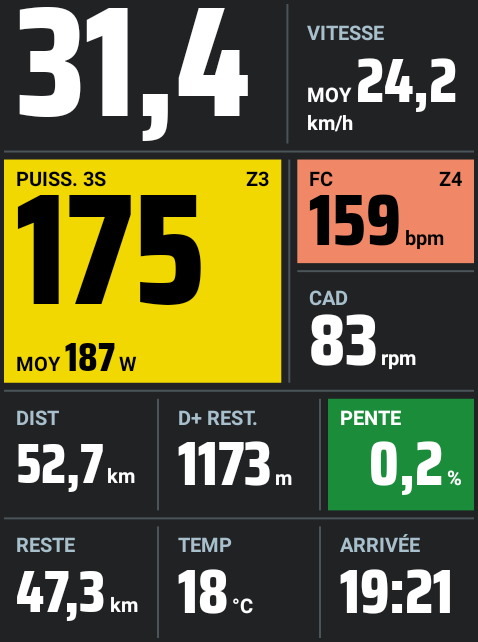 31,4
VITESSE
MOY 24,2
km/h
PUISS. 3S Z3
175
MOY 187 W
FC Z4
159 bpm
CAD
83 rpm
DIST
52,7 km
D+ REST.
1173 m
PENTE
0,2 %
RESTE
47,3 km
TEMP
18 °C
ARRIVÉE
19:21